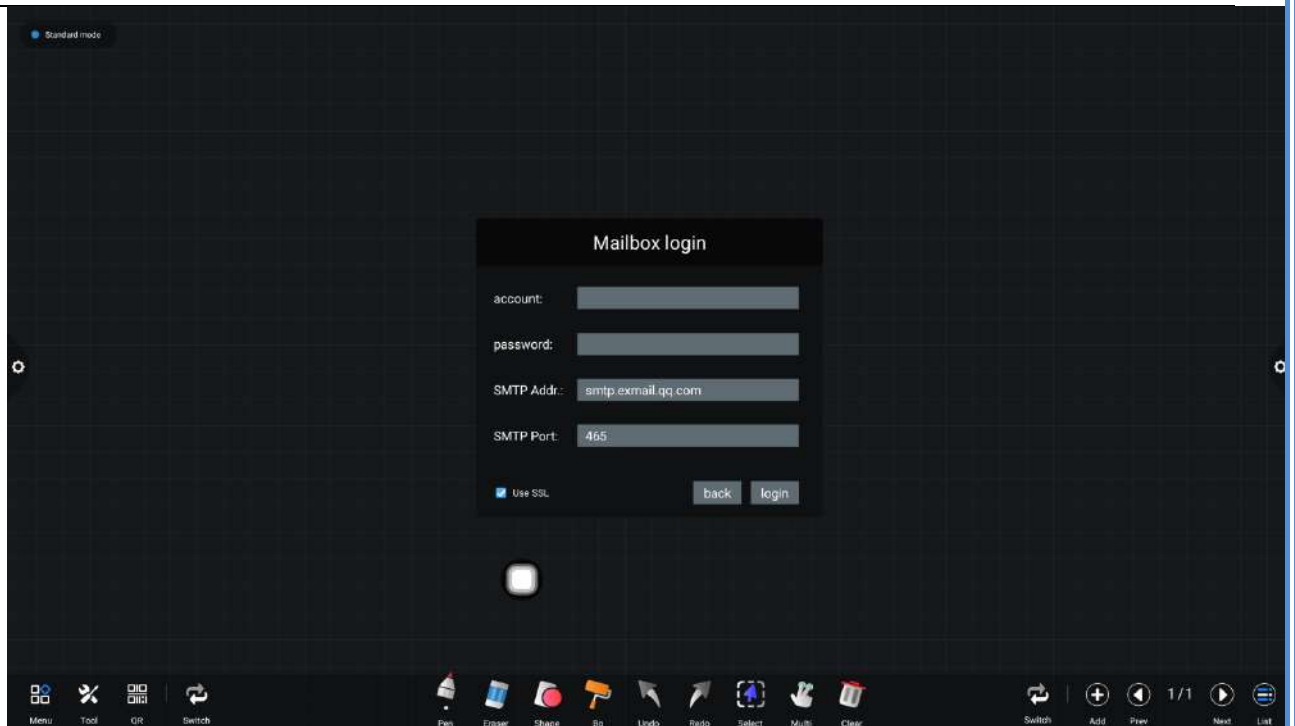 Standard mode
Mailbox login
account:
password:
SMTP Addr.: smtp.exmail.qq.com
SMTP Port: 465
Use SSL back login
1/1
Menu Tool QR Switch Pen Eraser Shape Bg Undo Redo Select Multi Clear Switch Add Prev Next List